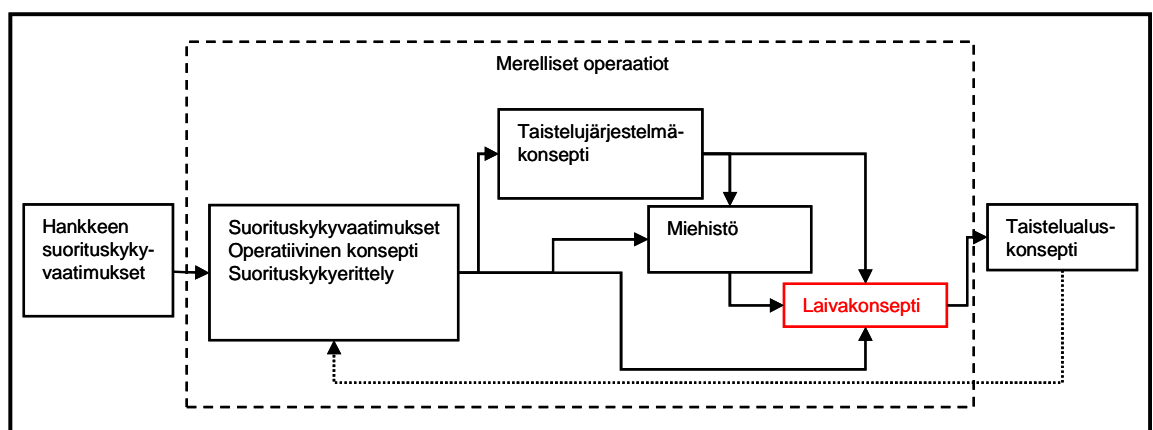 Merelliset operaatiot
Taistelujärjestelmä-
konsepti
Hankkeen
suorituskyky-
vaatimukset
Suorituskykyvaatimukset
Operatiivinen konsepti
Suorituskykyerittely
Miehistö
Taistelualus-
konsepti
Laivakonsepti